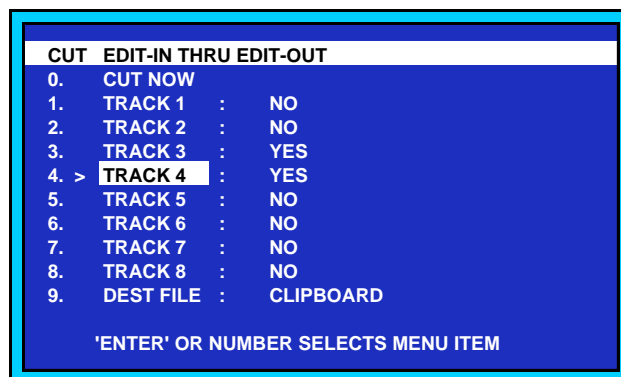 CUT EDIT-IN THRU EDIT-OUT
0. CUT NOW
1. TRACK 1 : NO
2. TRACK 2 : NO
3. TRACK 3 : YES
4. > TRACK 4 : YES
5. TRACK 5 : NO
6. TRACK 6 : NO
7. TRACK 7 : NO
8. TRACK 8 : NO
9. DEST FILE : CLIPBOARD
'ENTER' OR NUMBER SELECTS MENU ITEM